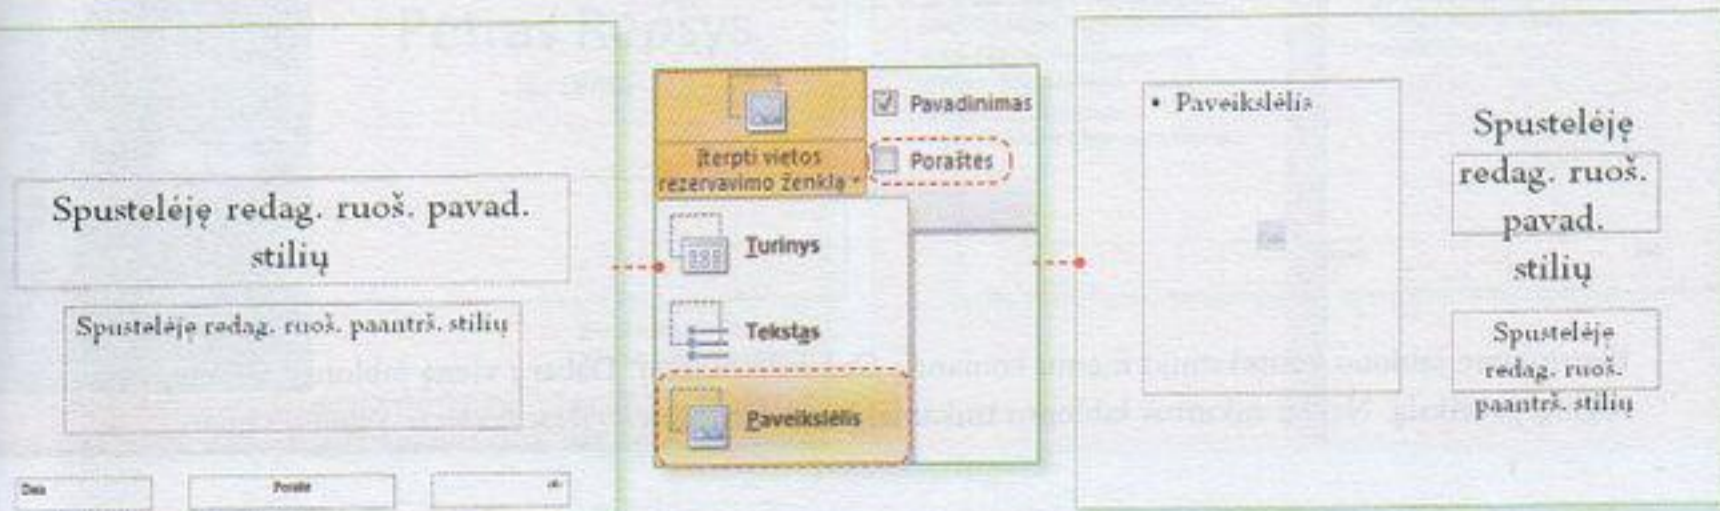 Spustelėję redag. ruoš. pavad.
stilių
Spustelėję redag. ruoš. paantrš. stilių
Data
Poraštė
Įterpti vietos
rezervavimo ženklą
Pavadinimas
Poraštės
Turinys
Tekstas
Paveikslėlis
• Paveikslėlis
Spustelėję
redag. ruoš.
pavad.
stilių
Spustelėję
redag. ruoš.
paantrš. stilių